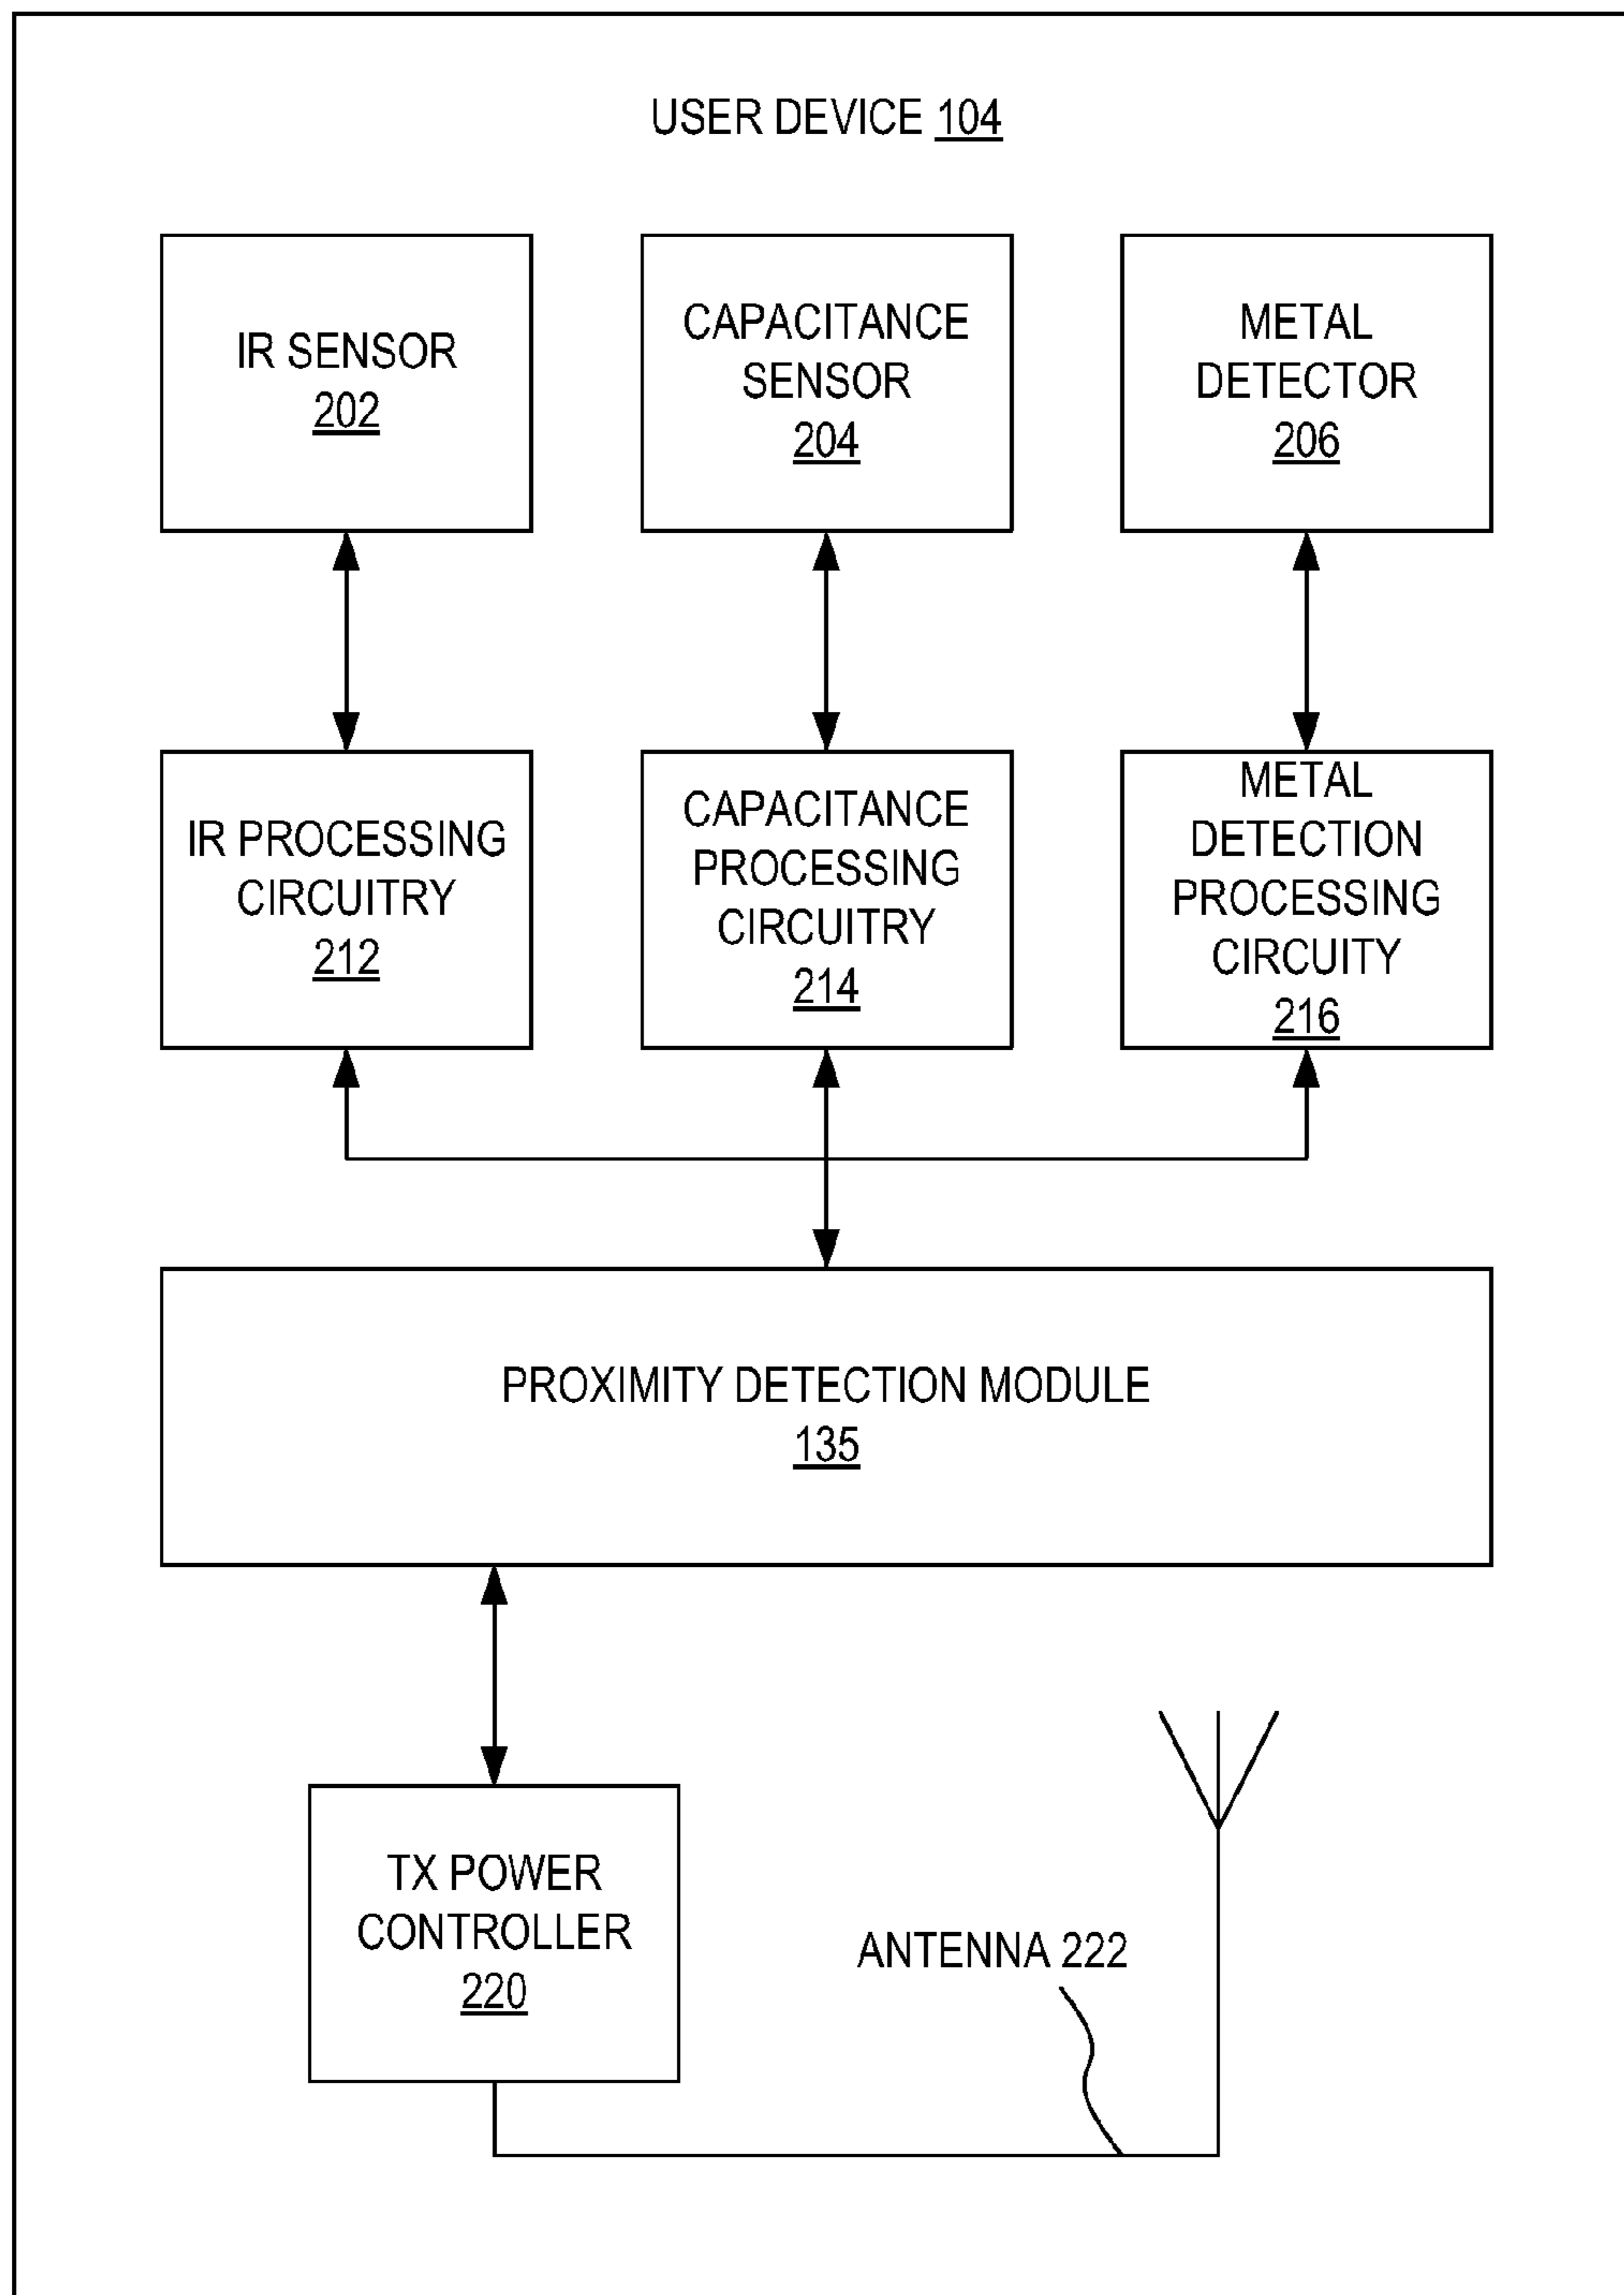 USER DEVICE 104
IR SENSOR
202
CAPACITANCE
SENSOR
204
METAL
DETECTOR
206
IR PROCESSING
CIRCUITRY
212
CAPACITANCE
PROCESSING
CIRCUITRY
214
METAL
DETECTION
PROCESSING
CIRCUITY
216
PROXIMITY DETECTION MODULE
135
TX POWER
CONTROLLER
220
ANTENNA 222